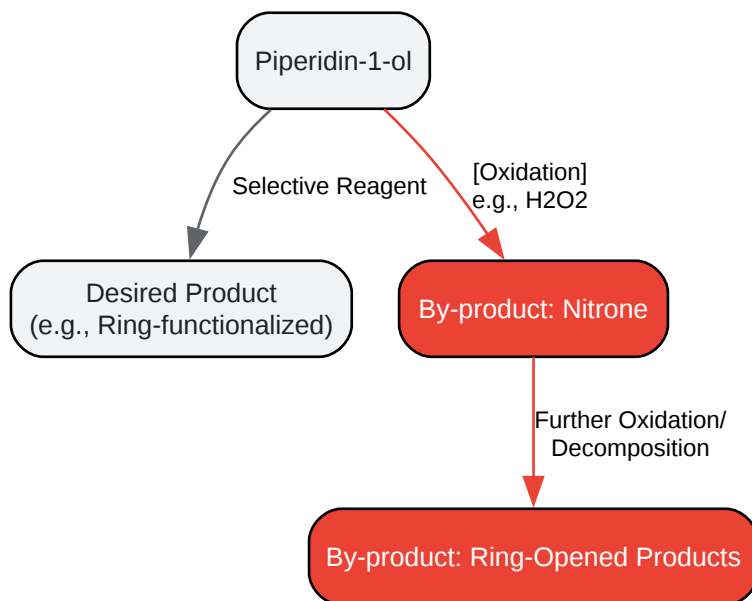 Piperidin-1-ol
Selective Reagent
[Oxidation]
e.g., H2O2
Desired Product
(e.g., Ring-functionalized)
By-product: Nitrone
Further Oxidation/
Decomposition
By-product: Ring-Opened Products